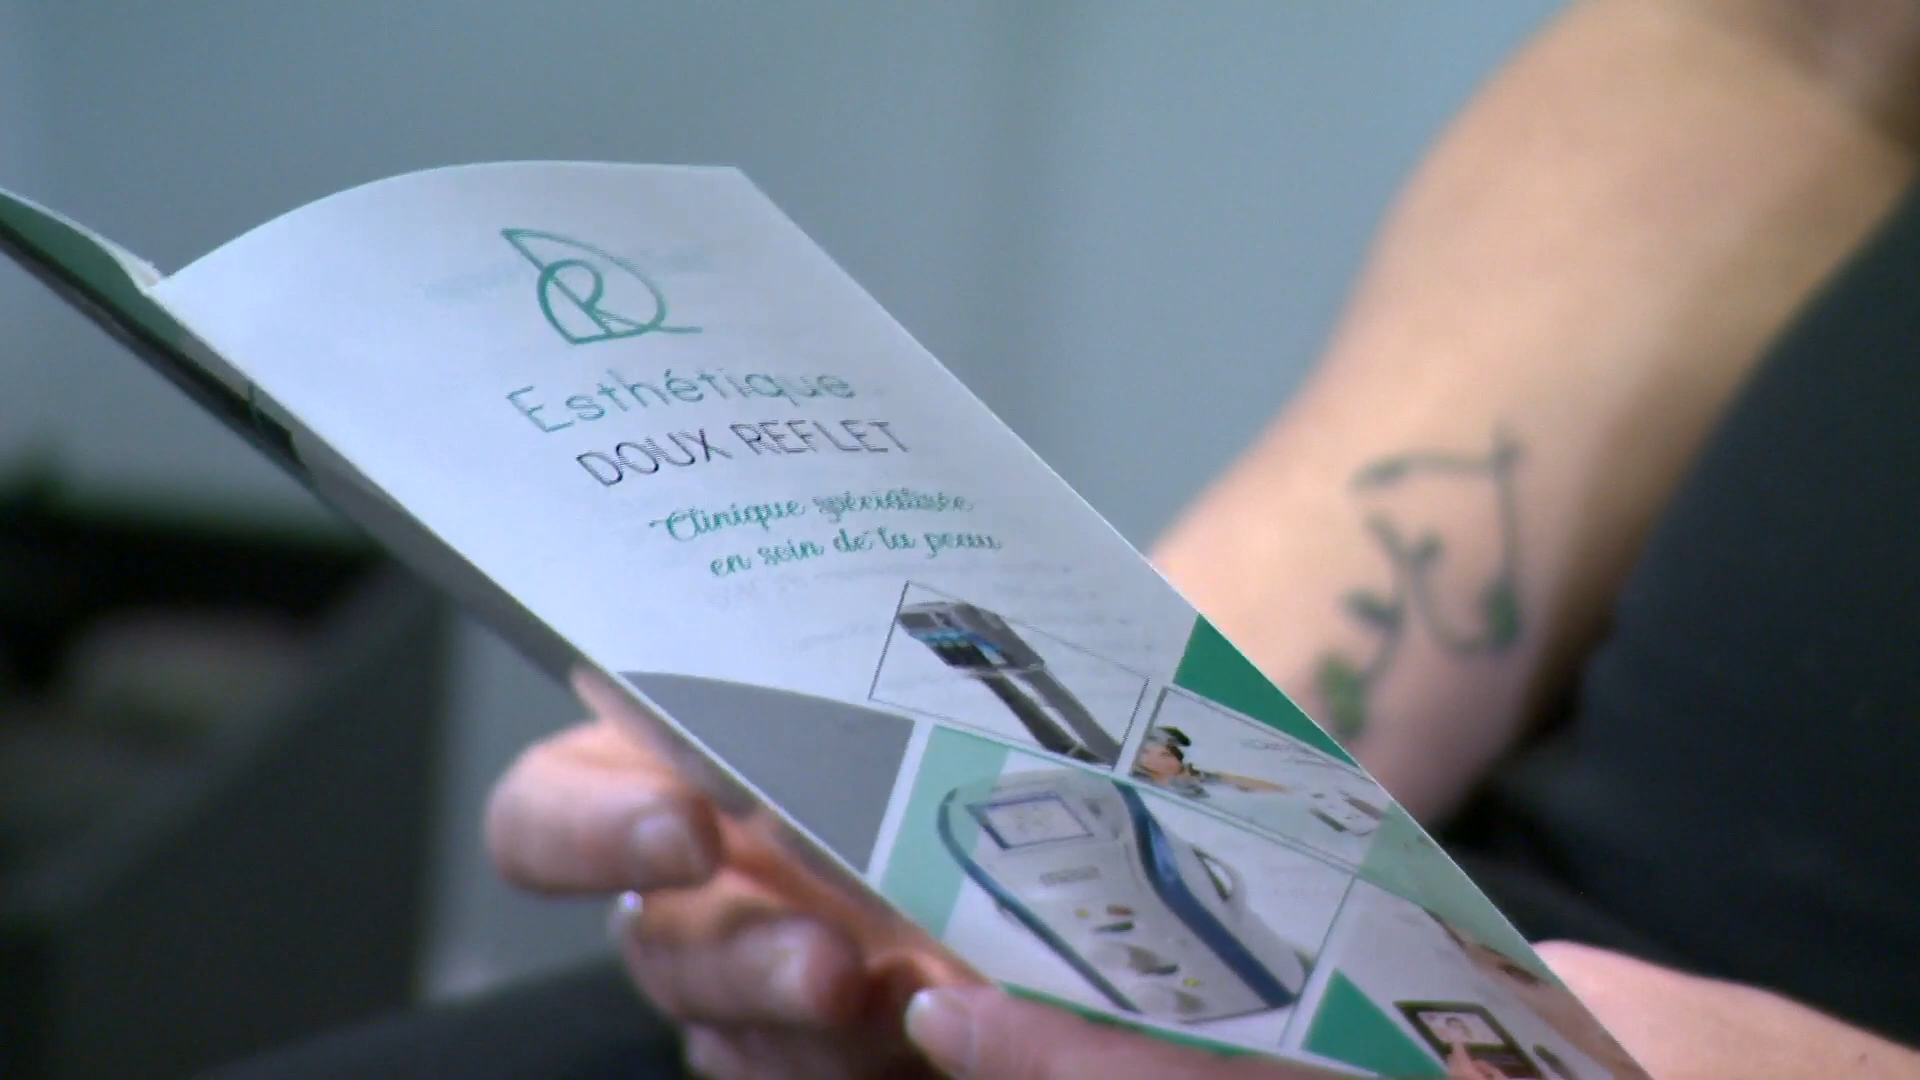 R
Esthétique
DOUX REFLET
Clinique spécialisée
en soin de la peau